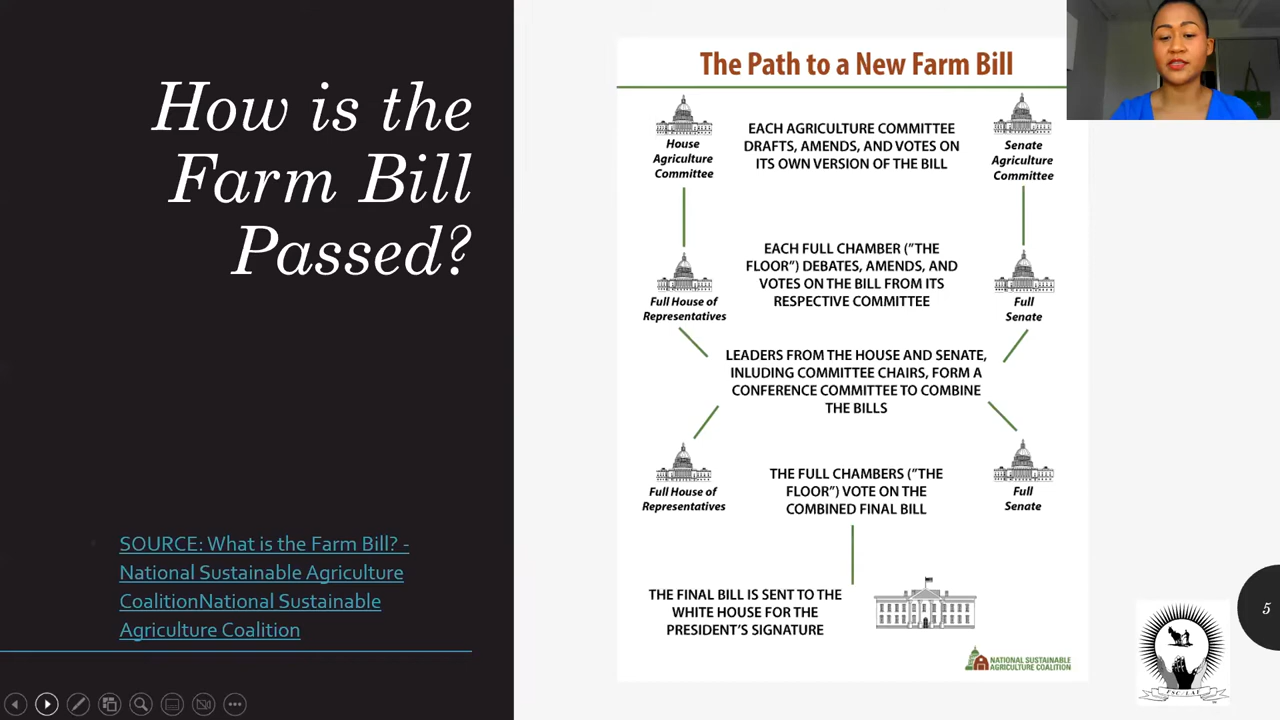 How is the
Farm Bill
Passed?
SOURCE: What is the Farm Bill? -
National Sustainable Agriculture
CoalitionNational Sustainable
Agriculture Coalition
The Path to a New Farm Bill
House
Agriculture
Committee
EACH AGRICULTURE COMMITTEE
DRAFTS, AMENDS, AND VOTES ON
ITS OWN VERSION OF THE BILL
Senate
Agriculture
Committee
Full House of
Representatives
EACH FULL CHAMBER ("THE
FLOOR") DEBATES, AMENDS, AND
VOTES ON THE BILL FROM ITS
RESPECTIVE COMMITTEE
Full
Senate
LEADERS FROM THE HOUSE AND SENATE,
INLUDING COMMITTEE CHAIRS, FORM A
CONFERENCE COMMITTEE TO COMBINE
THE BILLS
Full House of
Representatives
THE FULL CHAMBERS ("THE
FLOOR") VOTE ON THE
COMBINED FINAL BILL
Full
Senate
THE FINAL BILL IS SENT TO THE
WHITE HOUSE FOR THE
PRESIDENT'S SIGNATURE
NATIONAL SUSTAINABLE
AGRICULTURE COALITION
5
FSC/LAF